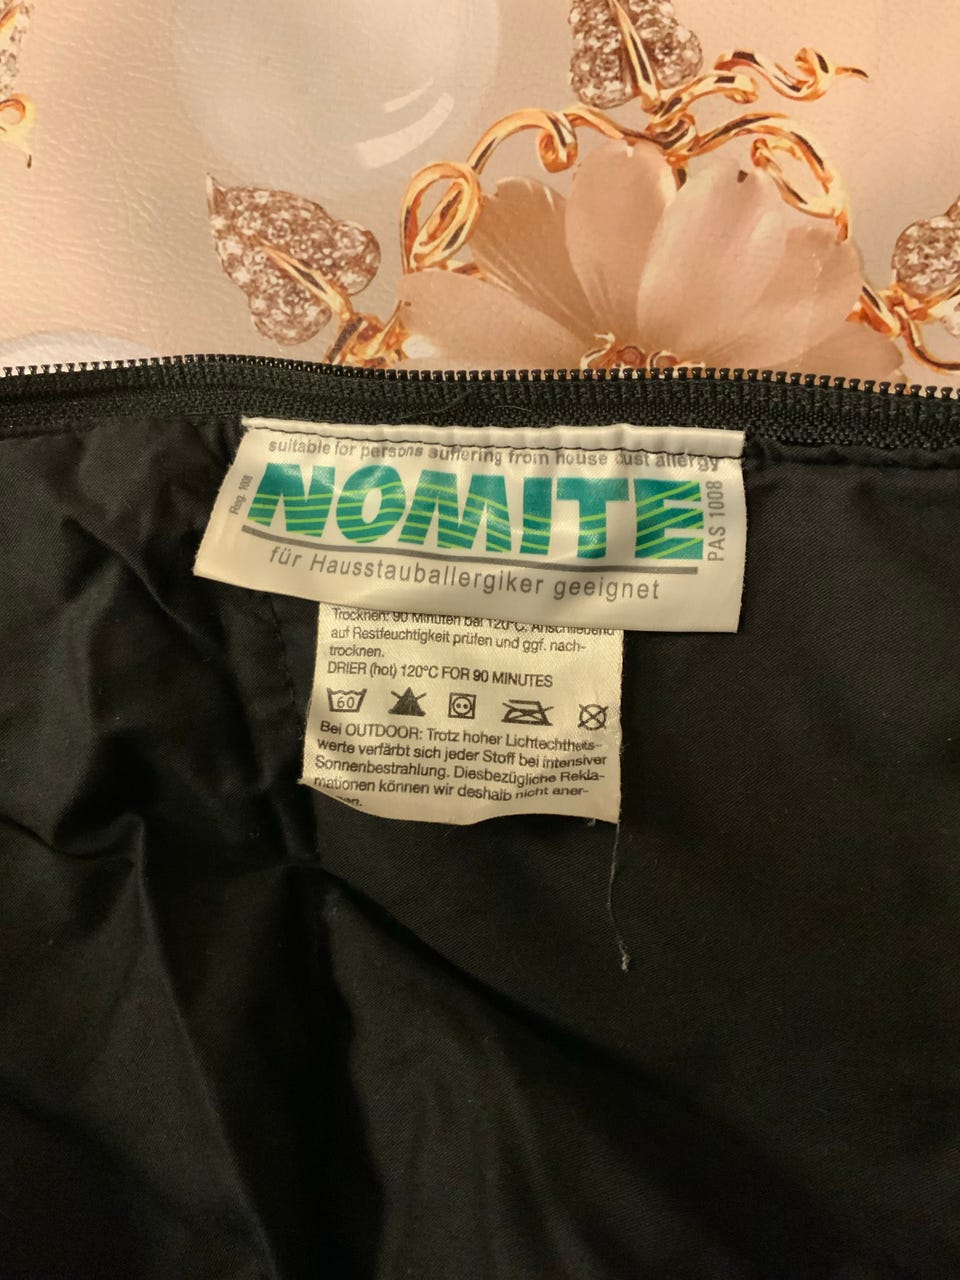 suitable for persons suffering from house dust allergy
Reg. 1008
NOMITE
PAS 1008
für Hausstauballergiker geeignet
Trocknen: 90 Minuten bei 120°C. Anschließend
auf Restfeuchtigkeit prüfen und ggf. nach-
trocknen.
DRIER (hot) 120°C FOR 90 MINUTES
60
Bei OUTDOOR: Trotz hoher Lichtechtheits-
werte verfärbt sich jeder Stoff bei intensiver
Sonnenbestrahlung. Diesbezügliche Rekla-
mationen können wir deshalb nicht aner-